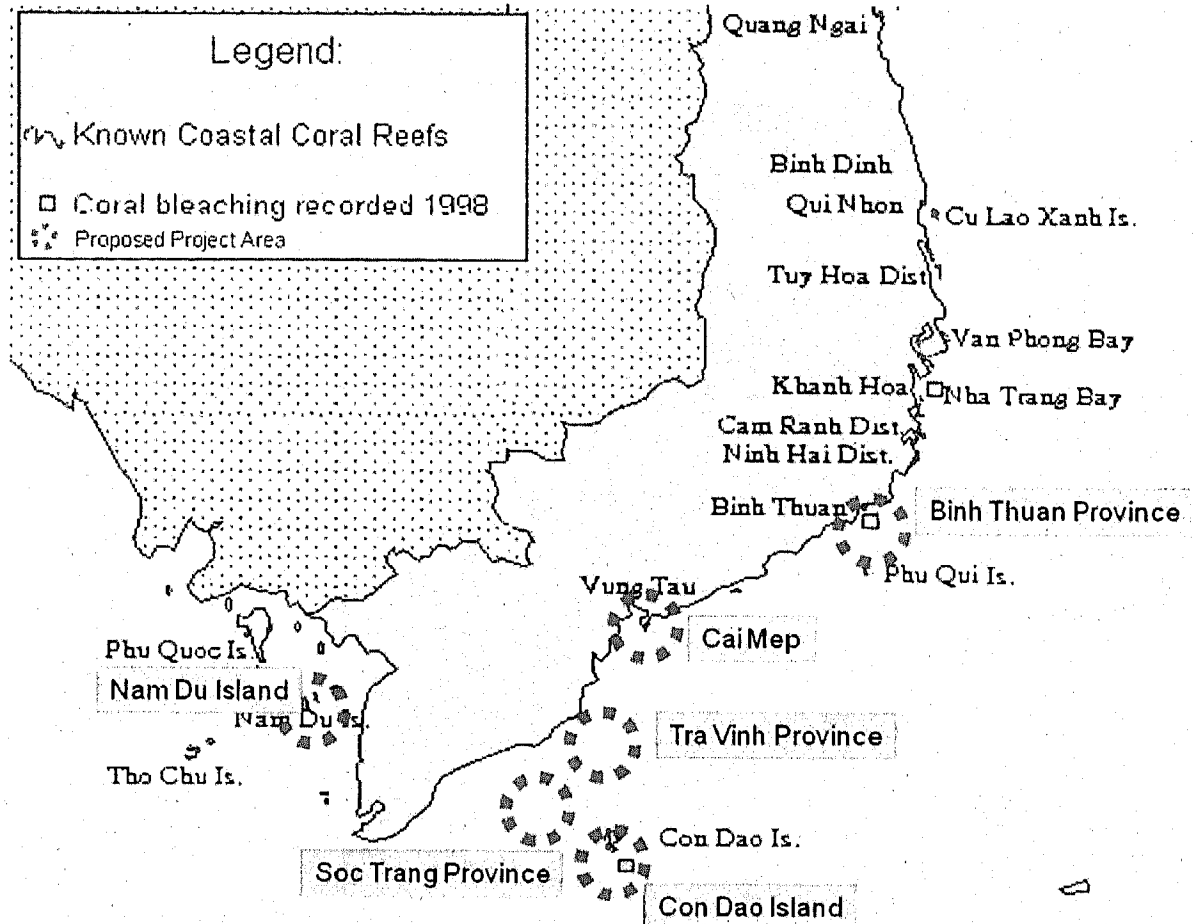 Legend:
Known Coastal Coral Reefs
Coral bleaching recorded 1998
Proposed Project Area
Quang Ngai
Binh Dinh
Qui Nhon
Cu Lao Xanh Is.
Tuy Hoa Dist
Van Phong Bay
Khanh Hoa
Nha Trang Bay
Cam Ranh Dist
Ninh Hai Dist.
Binh Thuan
Binh Thuan Province
Phu Qui Is.
Vung Tau
Cai Mep
Phu Quoc Is.
Nam Du Island
Nam Du Is.
Tra Vinh Province
Tho Chu Is.
Con Dao Is.
Soc Trang Province
Con Dao Island